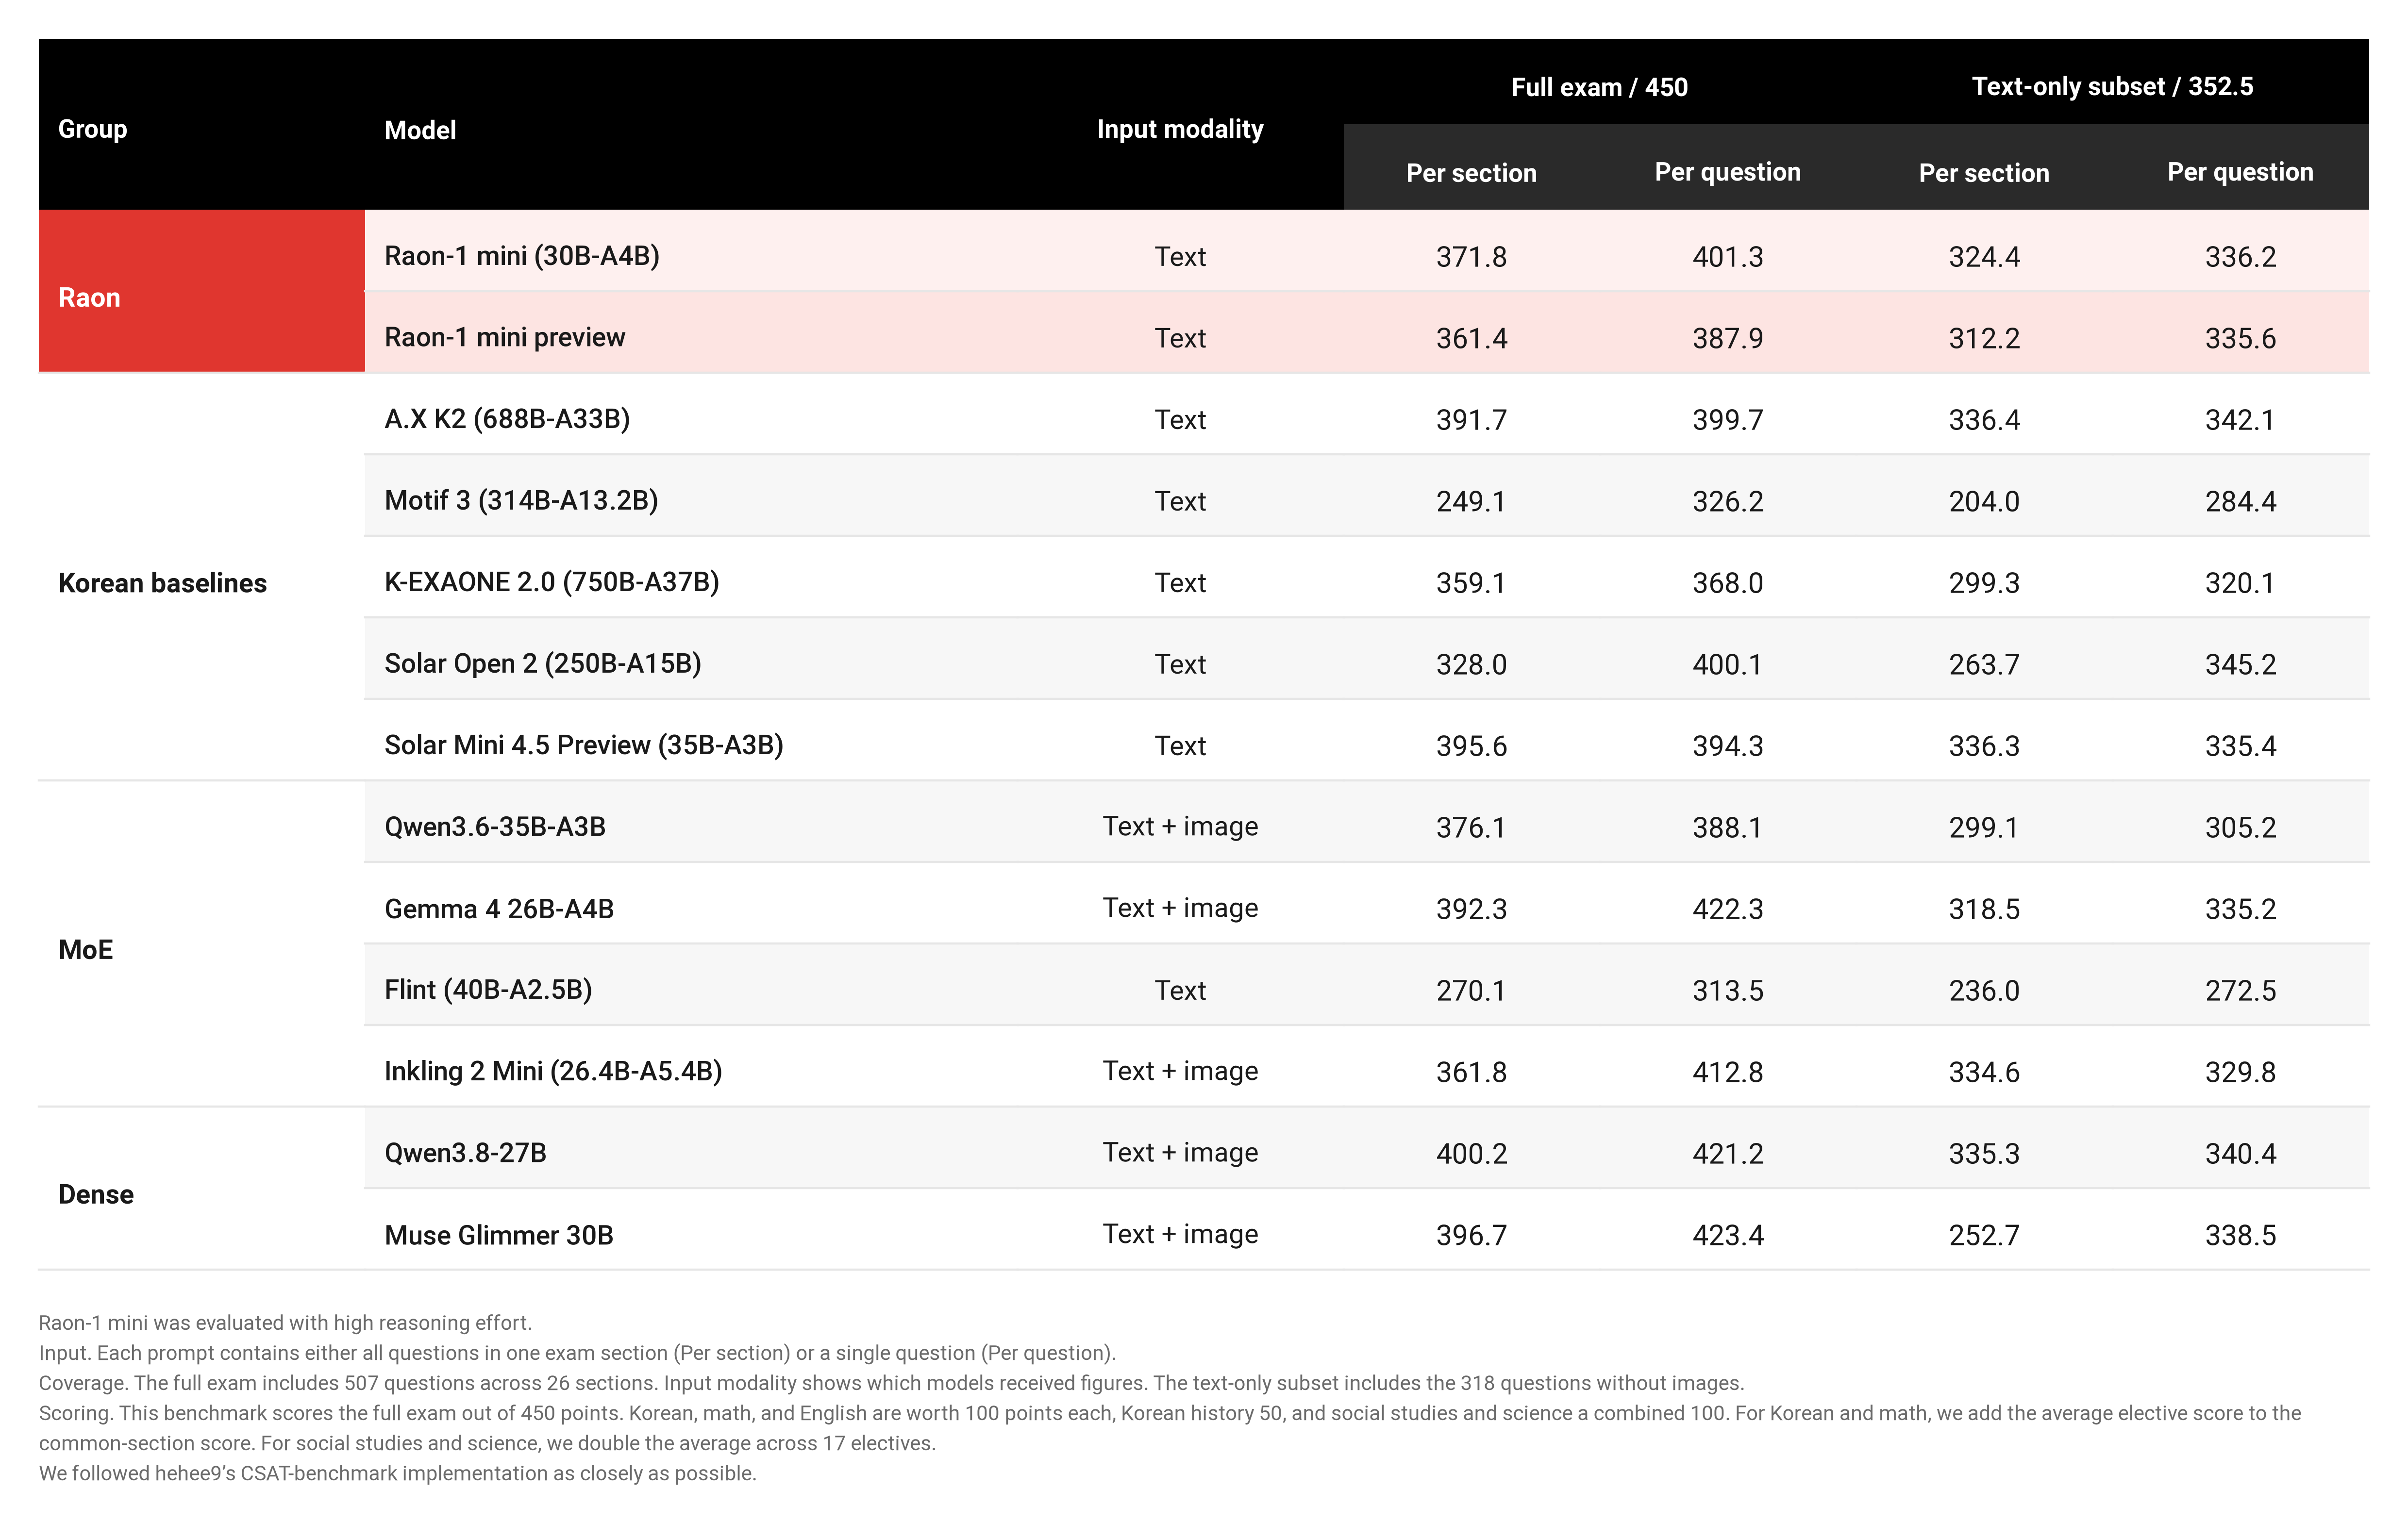 Full exam / 450 Text-only subset / 352.5
Group Model Input modality
Per section Per question Per section Per question
Raon
Raon-1 mini (30B-A4B) Text 371.8 401.3 324.4 336.2
Raon-1 mini preview Text 361.4 387.9 312.2 335.6
Korean baselines
A.X K2 (688B-A33B) Text 391.7 399.7 336.4 342.1
Motif 3 (314B-A13.2B) Text 249.1 326.2 204.0 284.4
K-EXAONE 2.0 (750B-A37B) Text 359.1 368.0 299.3 320.1
Solar Open 2 (250B-A15B) Text 328.0 400.1 263.7 345.2
Solar Mini 4.5 Preview (35B-A3B) Text 395.6 394.3 336.3 335.4
MoE
Qwen3.6-35B-A3B Text + image 376.1 388.1 299.1 305.2
Gemma 4 26B-A4B Text + image 392.3 422.3 318.5 335.2
Flint (40B-A2.5B) Text 270.1 313.5 236.0 272.5
Inkling 2 Mini (26.4B-A5.4B) Text + image 361.8 412.8 334.6 329.8
Dense
Qwen3.8-27B Text + image 400.2 421.2 335.3 340.4
Muse Glimmer 30B Text + image 396.7 423.4 252.7 338.5
Raon-1 mini was evaluated with high reasoning effort.
Input. Each prompt contains either all questions in one exam section (Per section) or a single question (Per question).
Coverage. The full exam includes 507 questions across 26 sections. Input modality shows which models received figures. The text-only subset includes the 318 questions without images.
Scoring. This benchmark scores the full exam out of 450 points. Korean, math, and English are worth 100 points each, Korean history 50, and social studies and science a combined 100. For Korean and math, we add the average elective score to the
common-section score. For social studies and science, we double the average across 17 electives.
We followed hehee9's CSAT-benchmark implementation as closely as possible.